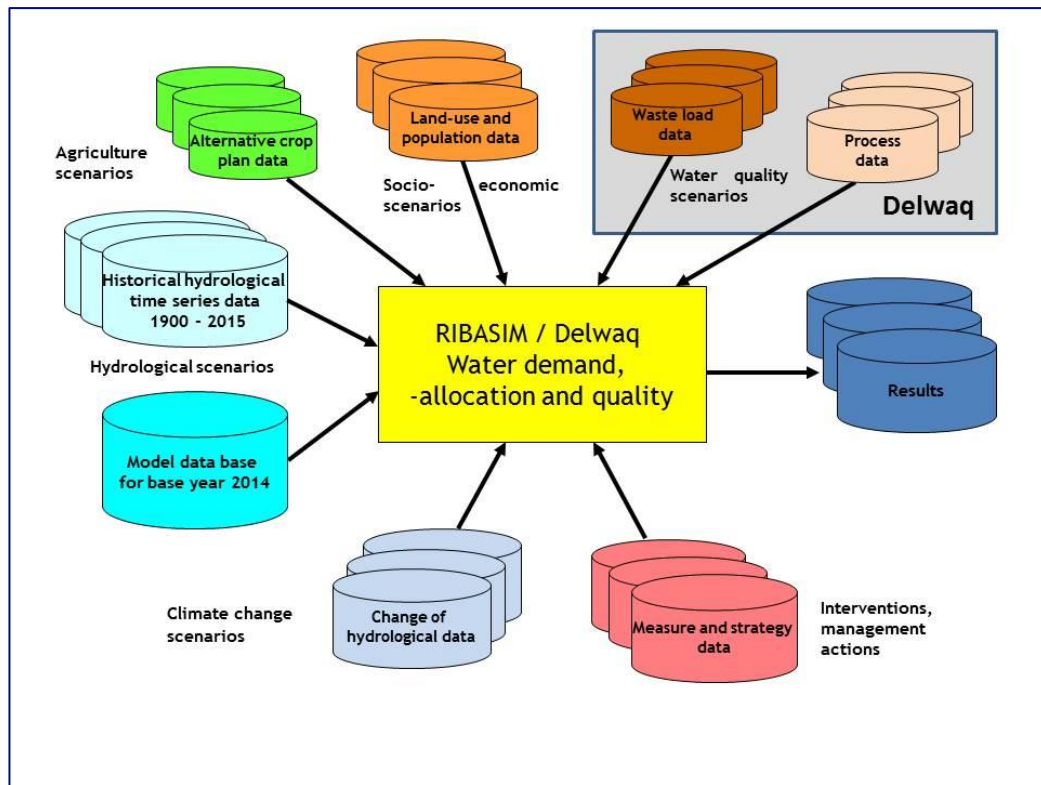 Alternative crop
plan data
Agriculture
scenarios
Land-use and
population data
Socio- economic
scenarios
Waste load
data
Water quality
scenarios
Process
data
Delwaq
Historical hydrological
time series data
1900 - 2015
Hydrological scenarios
RIBASIM / Delwaq
Water demand,
-allocation and quality
Results
Model data base
for base year 2014
Climate change
scenarios
Change of
hydrological data
Measure and strategy
data
Interventions,
management
actions